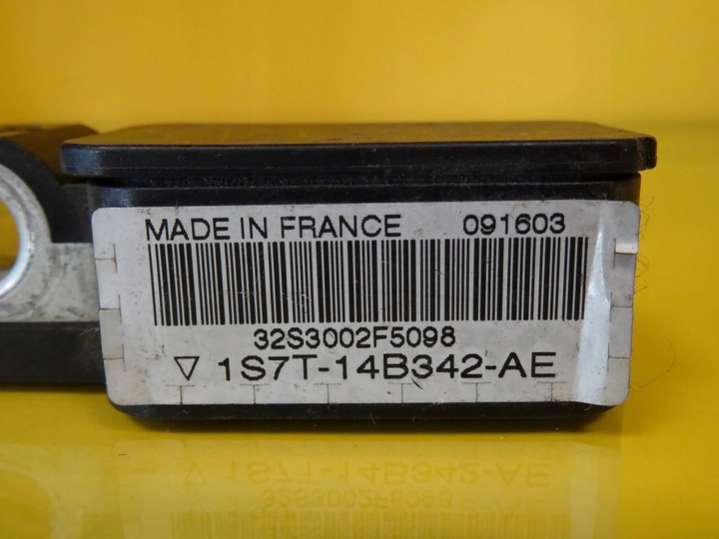 MADE IN FRANCE 091603
32S3002F5098
▽ 1S7T-14B342-AE